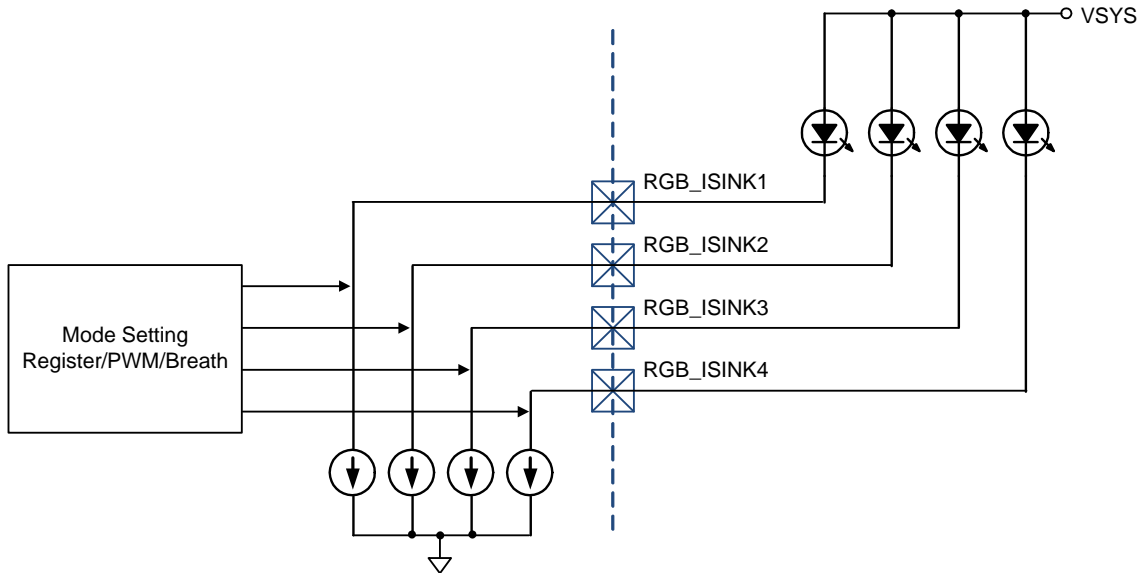 VSYS
RGB_ISINK1
RGB_ISINK2
RGB_ISINK3
RGB_ISINK4
Mode Setting
Register/PWM/Breath